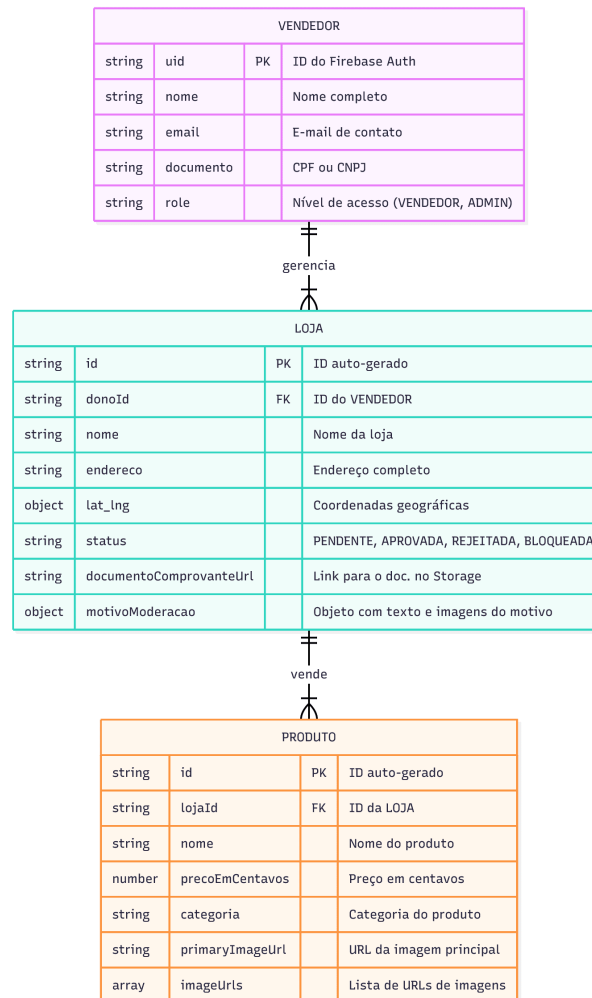 VENDEDOR
string uid PK ID do Firebase Auth
string nome Nome completo
string email E-mail de contato
string documento CPF ou CNPJ
string role Nível de acesso (VENDEDOR, ADMIN)
gerencia
LOJA
string id PK ID auto-gerado
string donoId FK ID do VENDEDOR
string nome Nome da loja
string endereco Endereço completo
object lat_lng Coordenadas geográficas
string status PENDENTE, APROVADA, REJEITADA, BLOQUEADA
string documentoComprovanteUrl Link para o doc. no Storage
object motivoModeracao Objeto com texto e imagens do motivo
vende
PRODUTO
string id PK ID auto-gerado
string lojaId FK ID da LOJA
string nome Nome do produto
number precoEmCentavos Preço em centavos
string categoria Categoria do produto
string primaryImageUrl URL da imagem principal
array imageUrls Lista de URLs de imagens